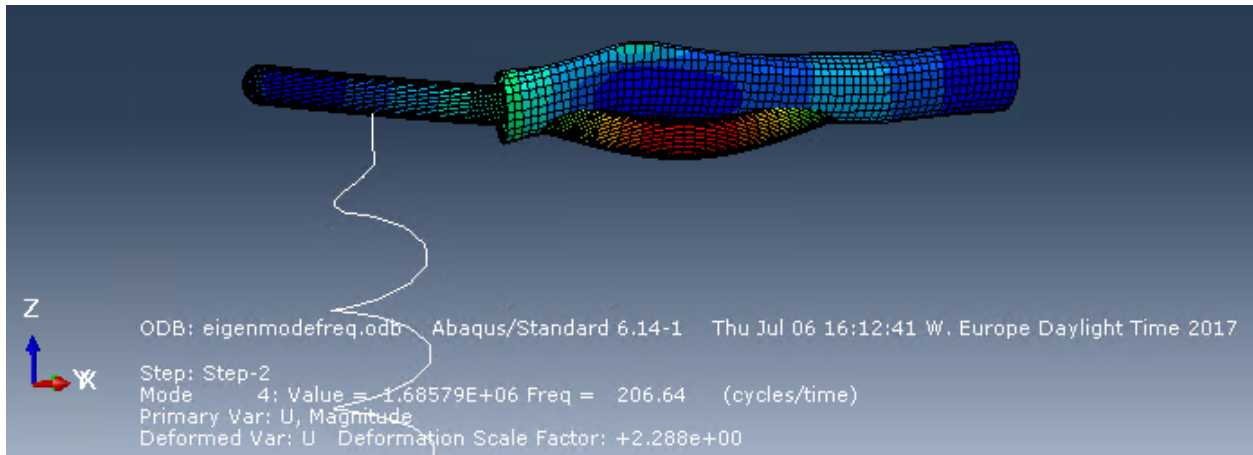 Z
YX
ODB: eigenmodefreq.odb Abaqus/Standard 6.14-1 Thu Jul 06 16:12:41 W. Europe Daylight Time 2017
Step: Step-2
Mode 4: Value = 1.68579E+06 Freq = 206.64 (cycles/time)
Primary Var: U, Magnitude
Deformed Var: U Deformation Scale Factor: +2.288e+00